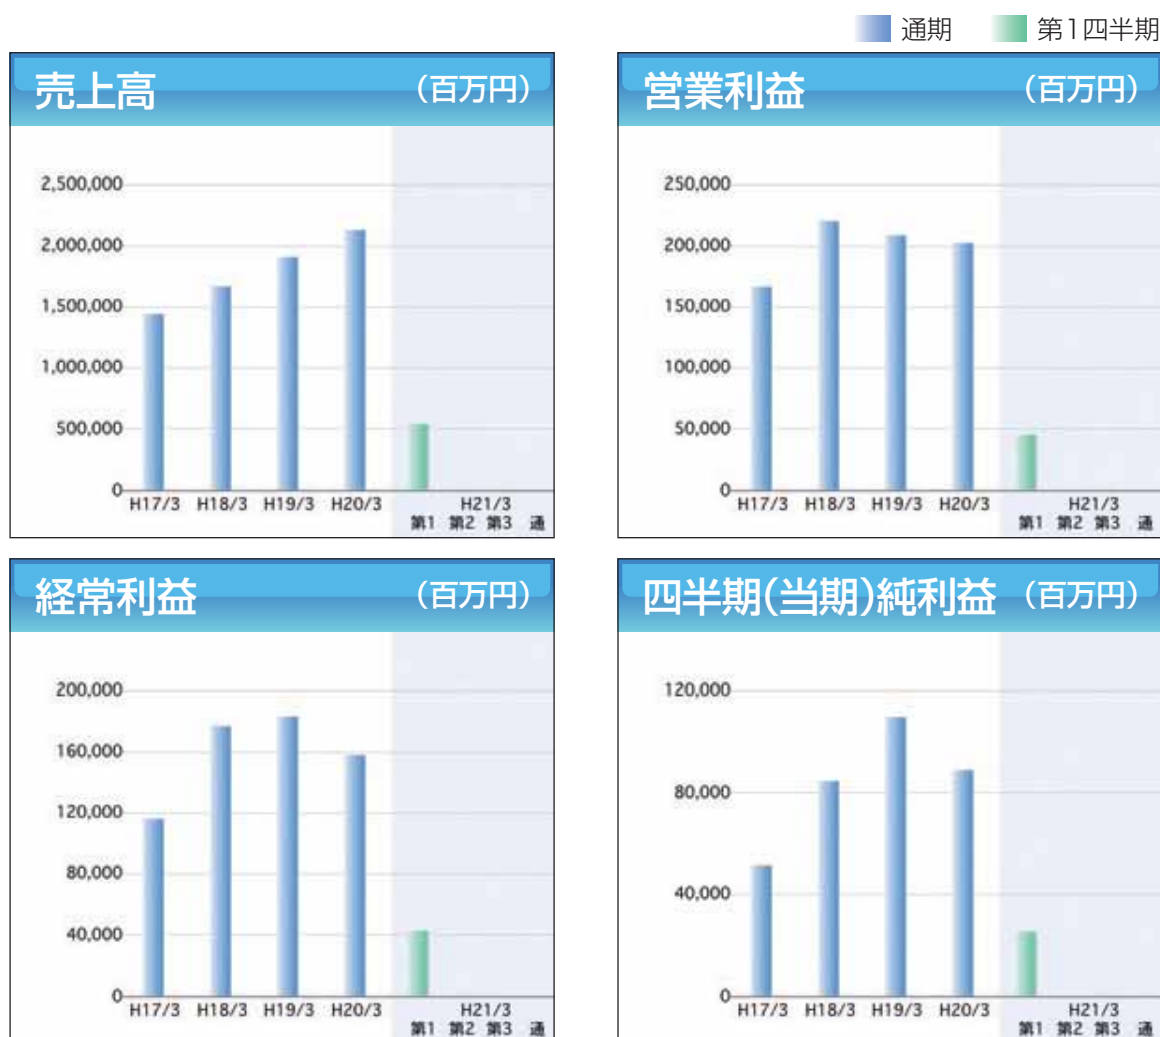 通期 第1四半期
売上高 (百万円)
2,500,000
2,000,000
1,500,000
1,000,000
500,000
0
H17/3 H18/3 H19/3 H20/3 H21/3
第1 第2 第3 通
営業利益 (百万円)
250,000
200,000
150,000
100,000
50,000
0
H17/3 H18/3 H19/3 H20/3 H21/3
第1 第2 第3 通
経常利益 (百万円)
200,000
160,000
120,000
80,000
40,000
0
H17/3 H18/3 H19/3 H20/3 H21/3
第1 第2 第3 通
四半期(当期)純利益 (百万円)
120,000
80,000
40,000
0
H17/3 H18/3 H19/3 H20/3 H21/3
第1 第2 第3 通